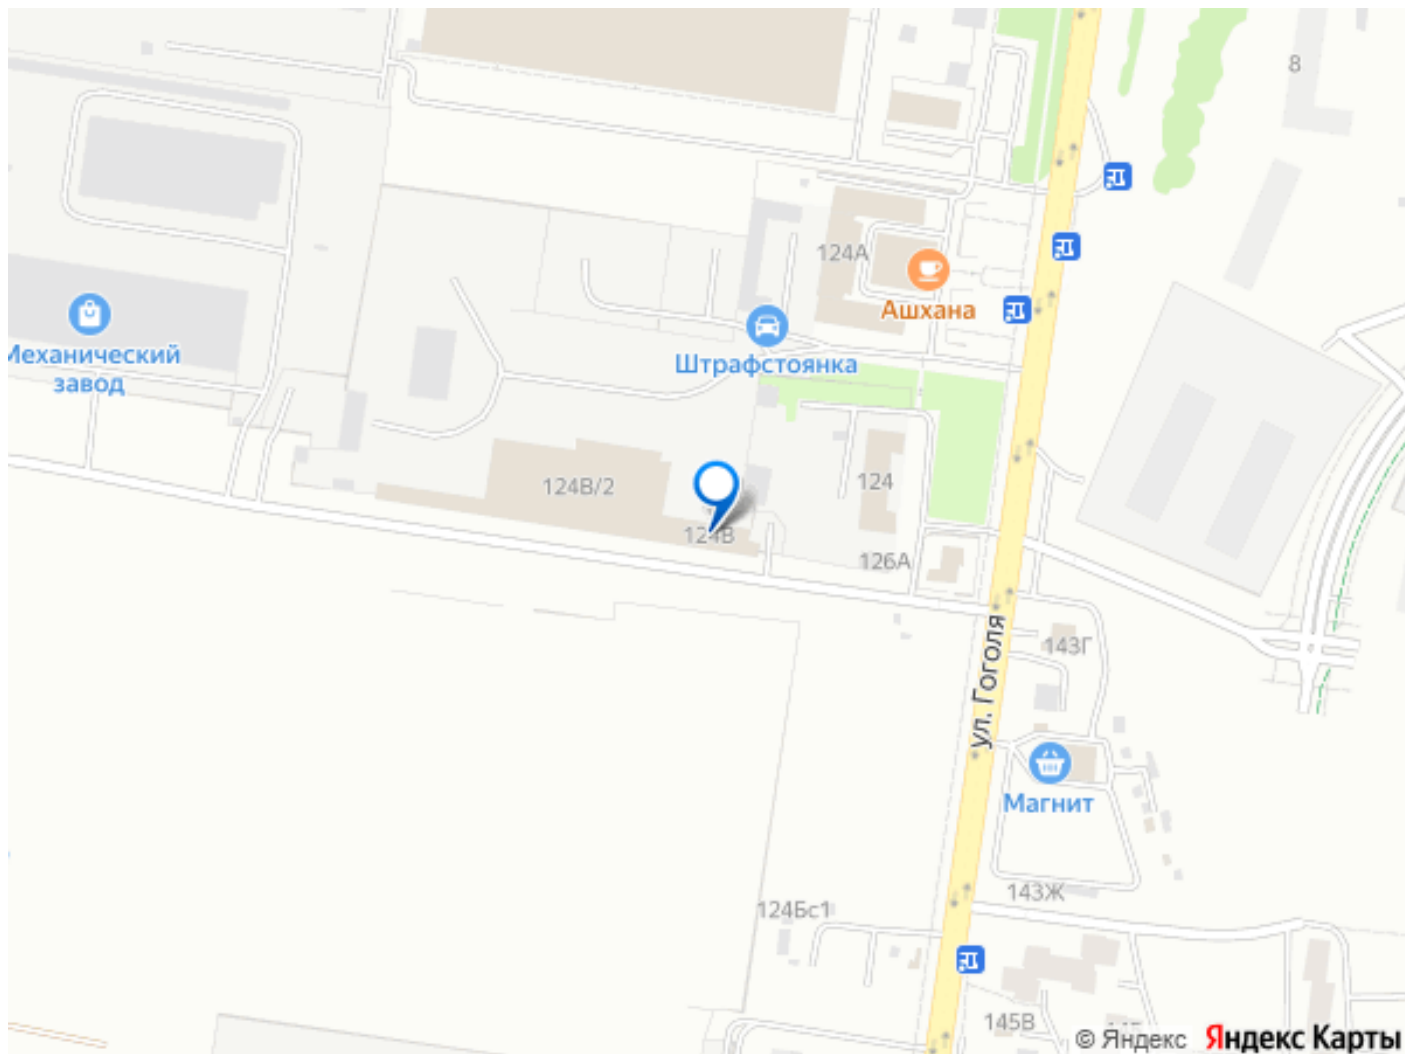 8
124А
Ашхана
Штрафстоянка
Механический
завод
124В/2
124
124В
126А
ул. Гоголя
143Г
Магнит
143Ж
124Бс1
145В
© Яндекс Яндекс Карты